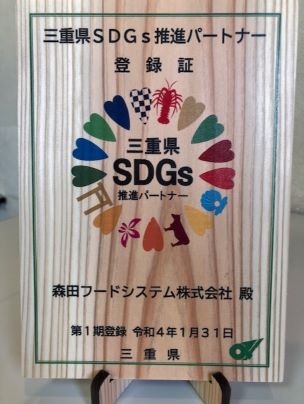 三重県ＳＤＧｓ推進パートナー
登録証
三重県
SDGs
推進パートナー
森田フードシステム株式会社 殿
第１期登録 令和４年１月３１日
三重県